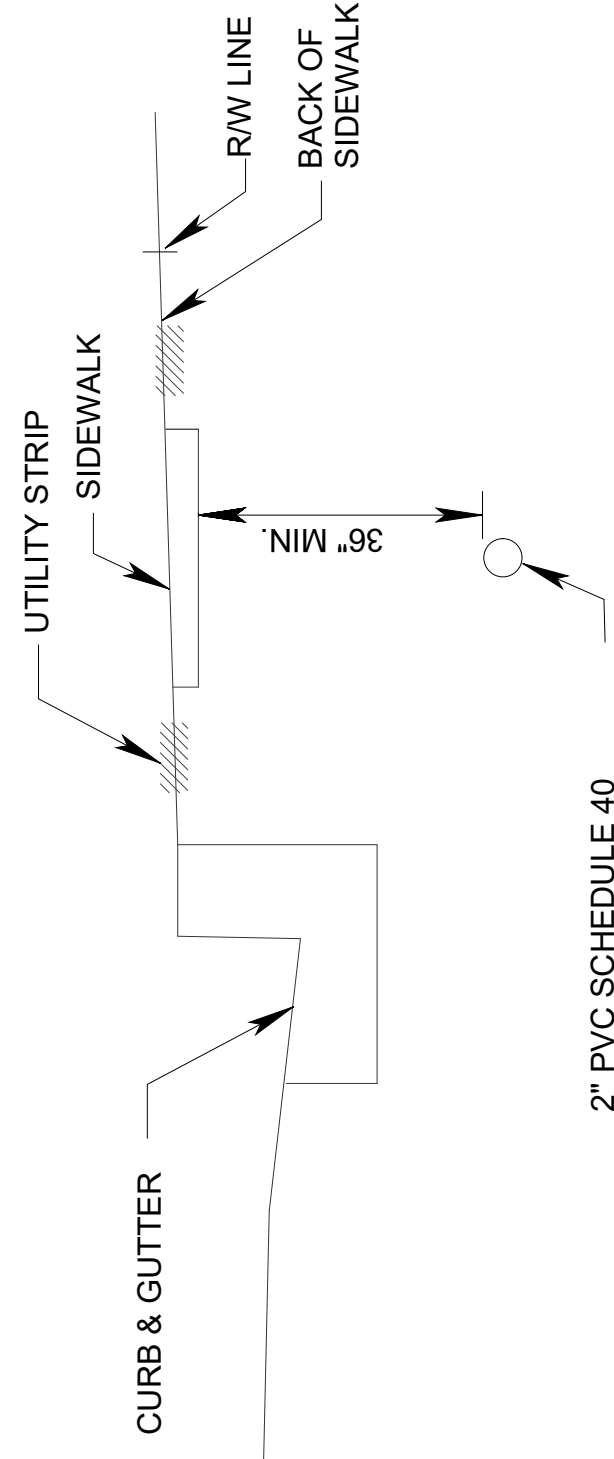 UTILITY STRIP
SIDEWALK
R/W LINE
BACK OF
SIDEWALK
36" MIN.
CURB & GUTTER
2" PVC SCHEDULE 40